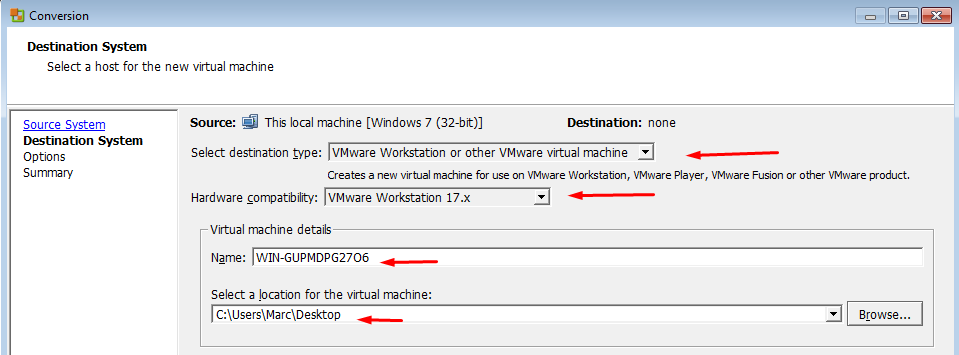 Conversion
Destination System
Select a host for the new virtual machine
Source System
Destination System
Options
Summary
Source: This local machine [Windows 7 (32-bit)] Destination: none
Select destination type: VMware Workstation or other VMware virtual machine
Creates a new virtual machine for use on VMware Workstation, VMware Player, VMware Fusion or other VMware product.
Hardware compatibility: VMware Workstation 17.x
Virtual machine details
Name: WIN-GUPMDPG27O6
Select a location for the virtual machine:
C:\Users\Marc\Desktop Browse...